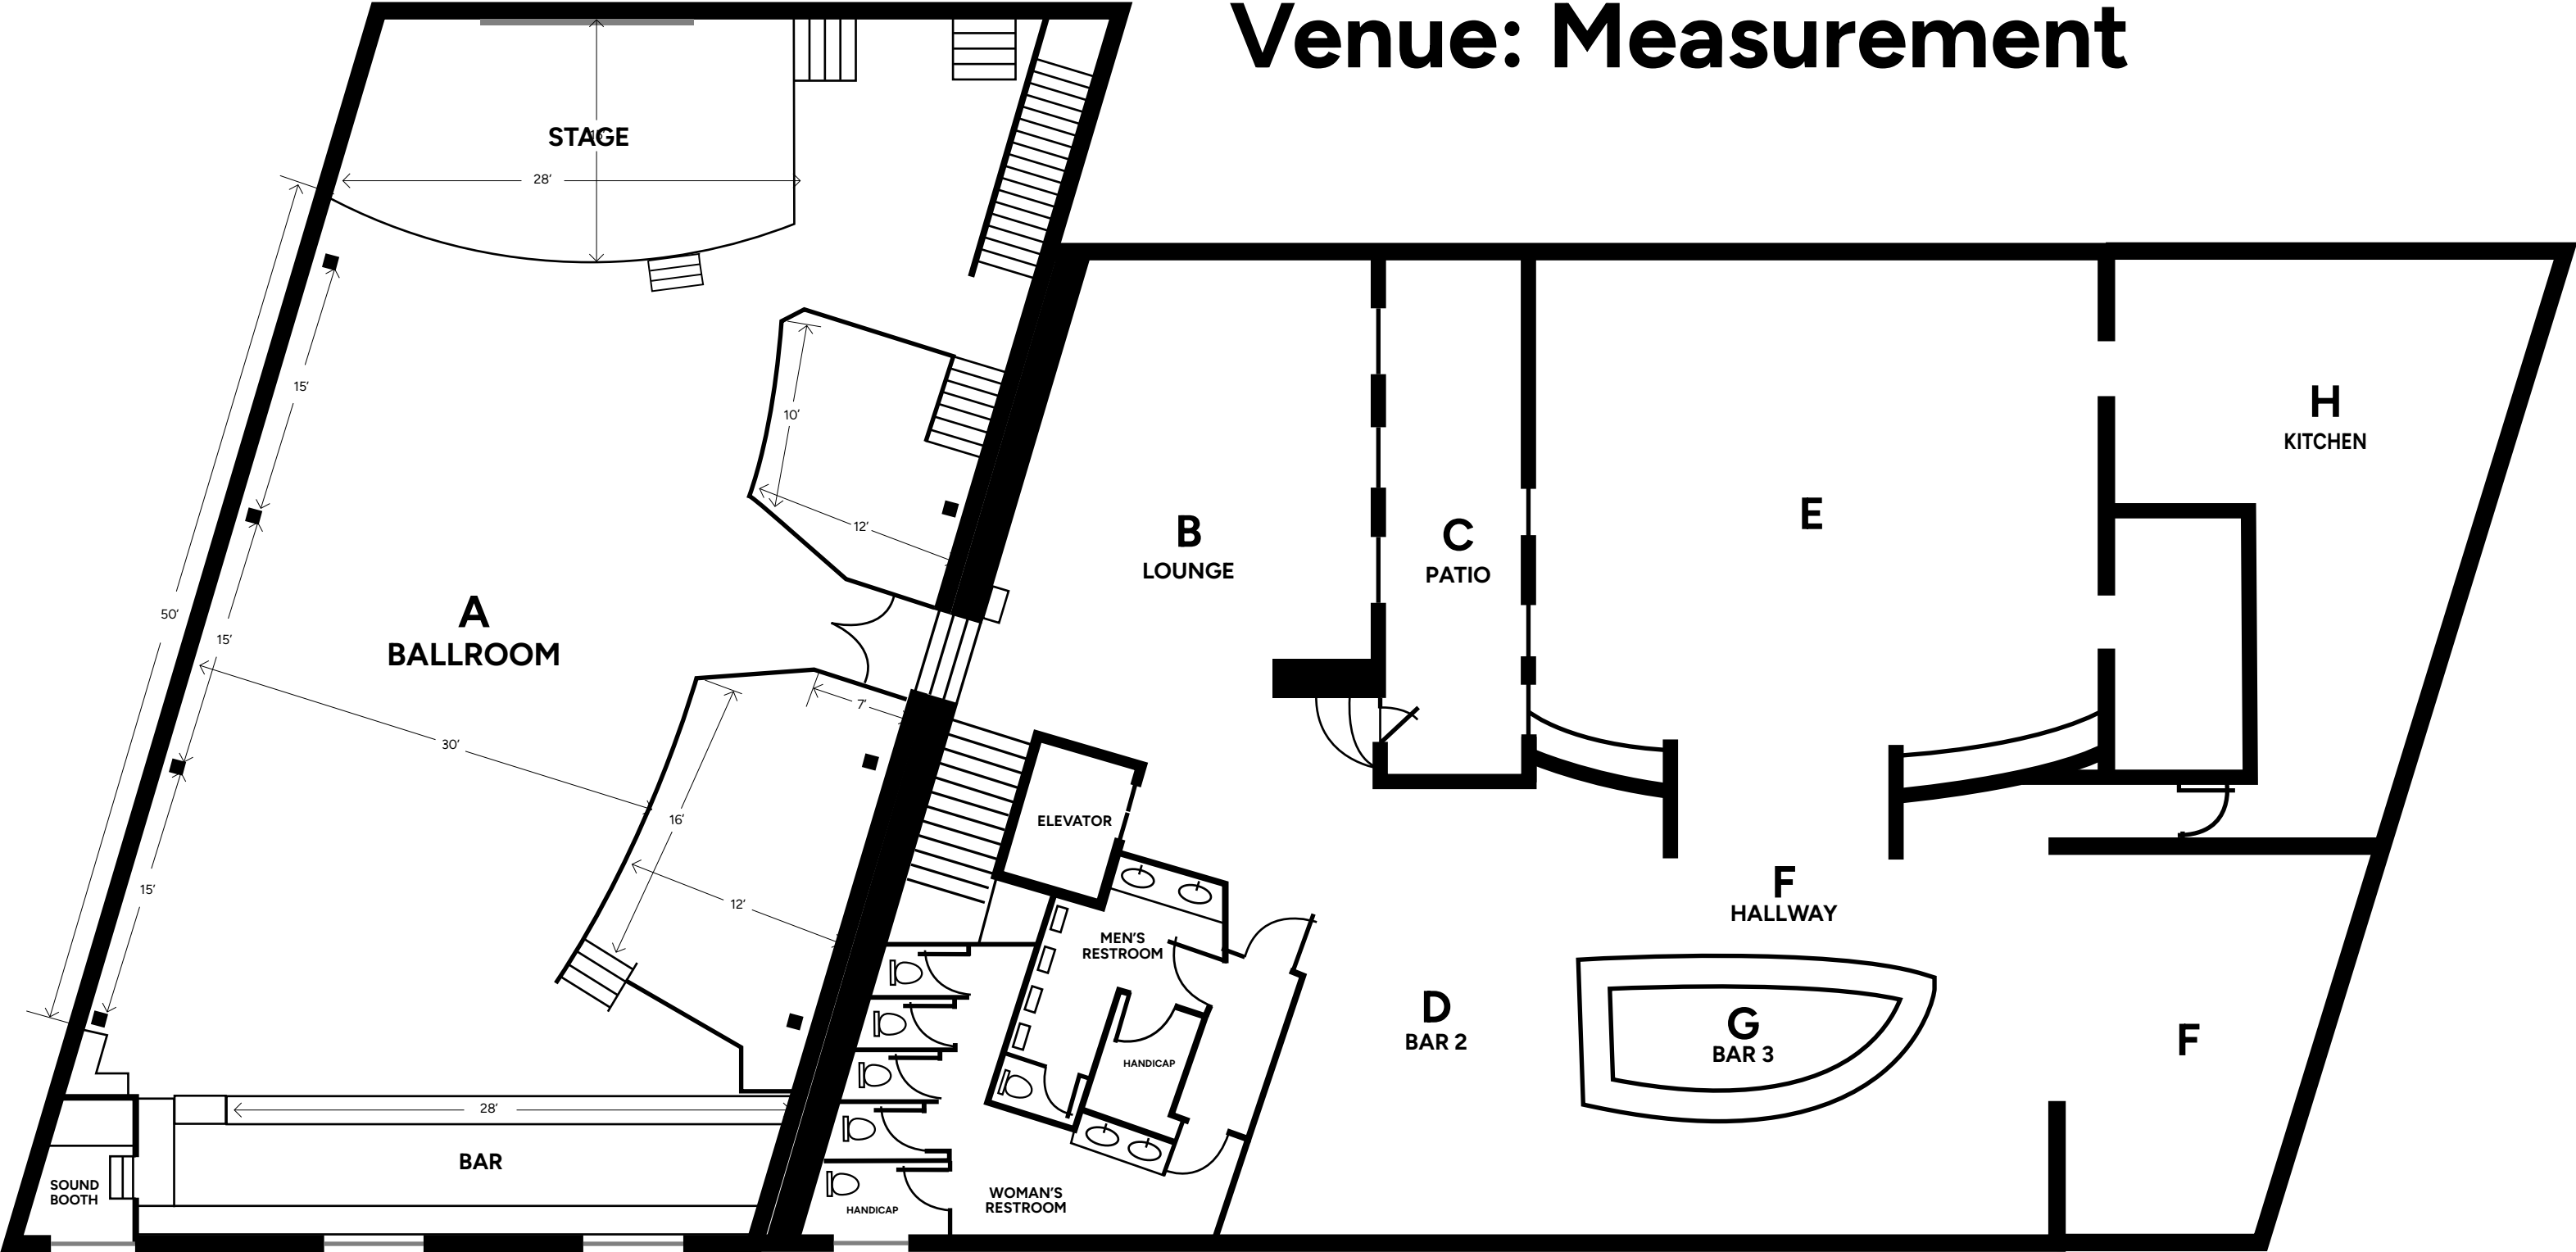 Venue: Measurement
STAGE
28'
15'
10'
12'
50'
15'
A
BALLROOM
7'
30'
16'
12'
15'
28'
BAR
SOUND
BOOTH
B
LOUNGE
C
PATIO
E
H
KITCHEN
ELEVATOR
MEN'S
RESTROOM
HANDICAP
HANDICAP
WOMAN'S
RESTROOM
F
HALLWAY
D
BAR 2
G
BAR 3
F